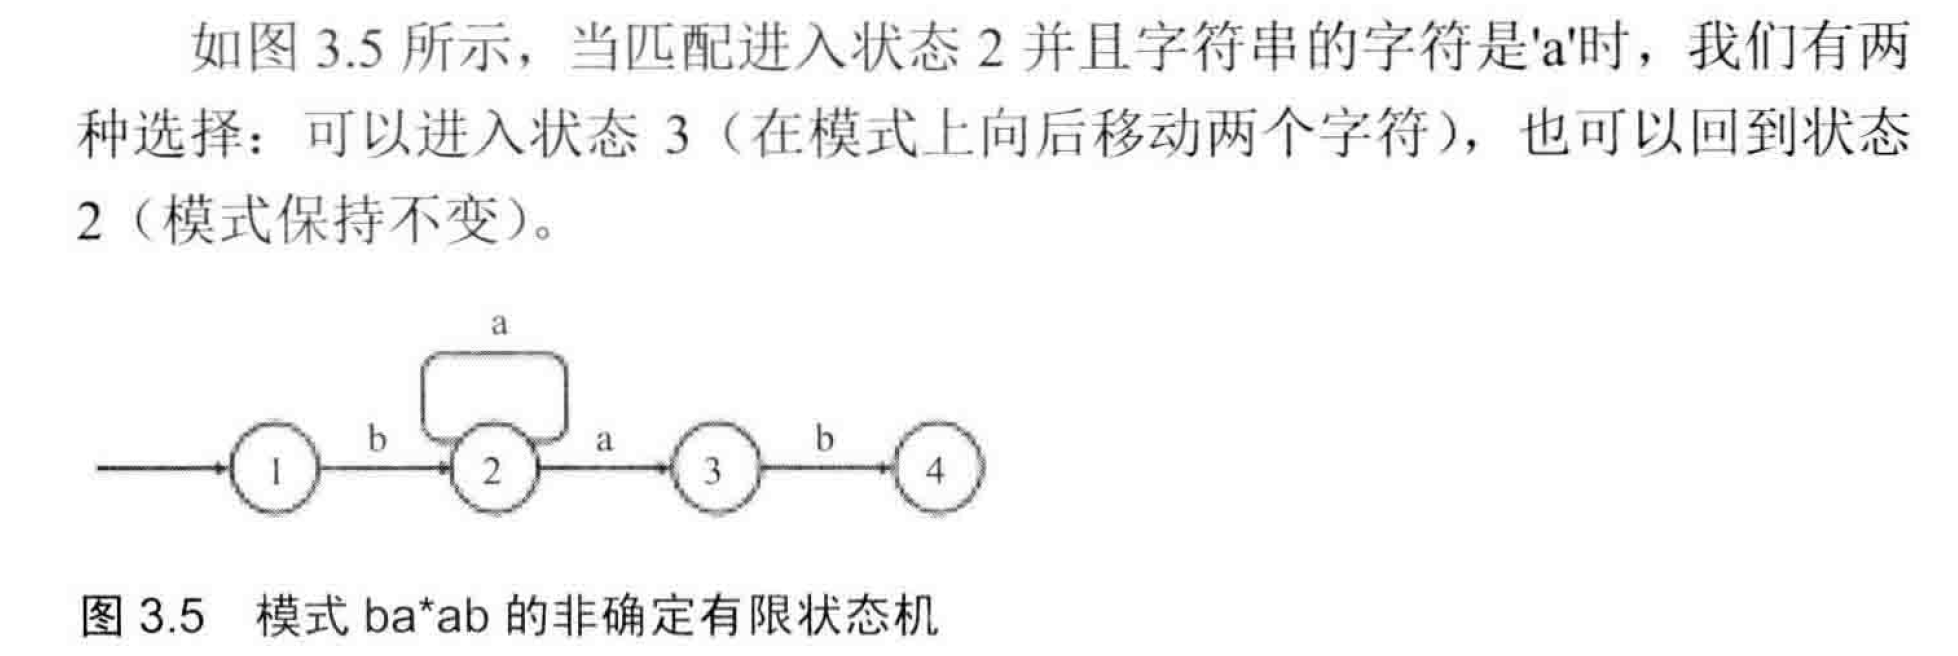 如图 3.5 所示，当匹配进入状态 2 并且字符串的字符是'a'时，我们有两
种选择：可以进入状态 3（在模式上向后移动两个字符），也可以回到状态
2（模式保持不变）。
a
b
a
b
1
2
3
4
图 3.5 模式 ba*ab 的非确定有限状态机